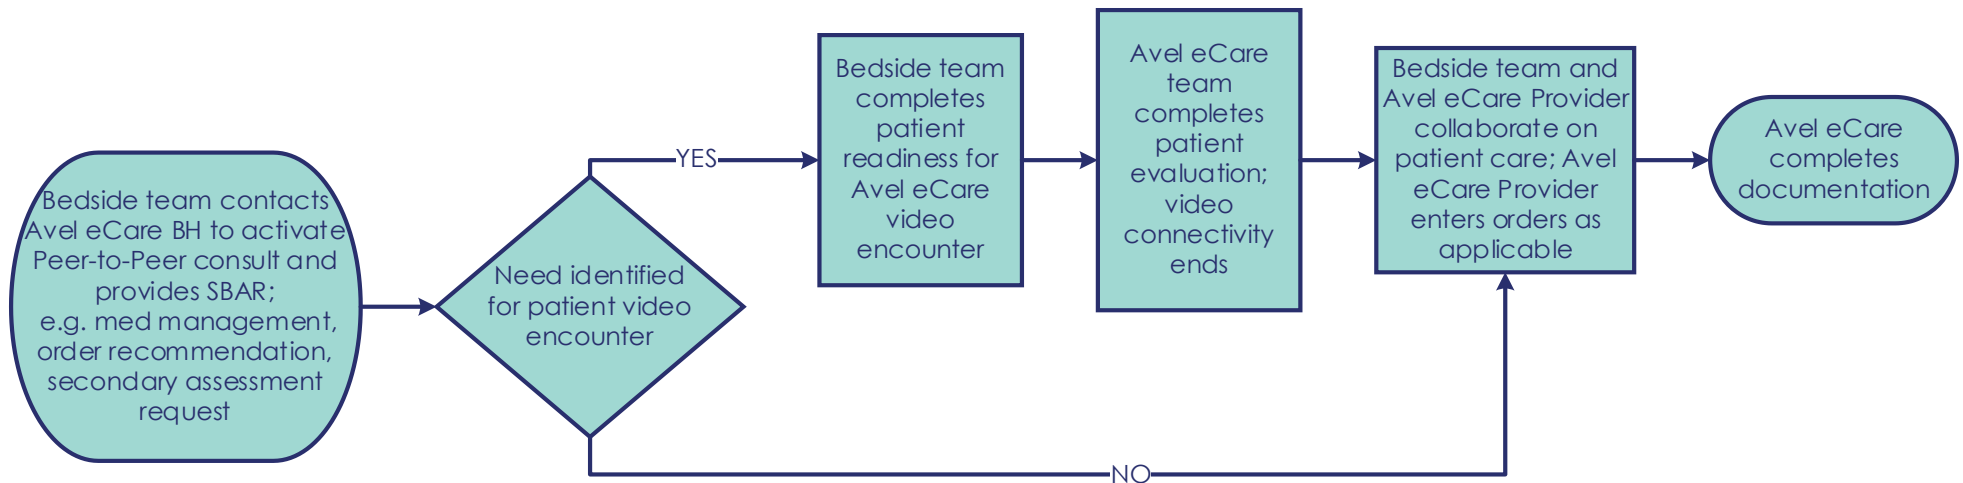 Bedside team contacts
Avel eCare BH to activate
Peer-to-Peer consult and
provides SBAR;
e.g. med management,
order recommendation,
secondary assessment
request
Need identified
for patient video
encounter
YES
Bedside team
completes
patient
readiness for
Avel eCare
video
encounter
Avel eCare
team
completes
patient
evaluation;
video
connectivity
ends
Bedside team and
Avel eCare Provider
collaborate on
patient care; Avel
eCare Provider
enters orders as
applicable
Avel eCare
completes
documentation
NO